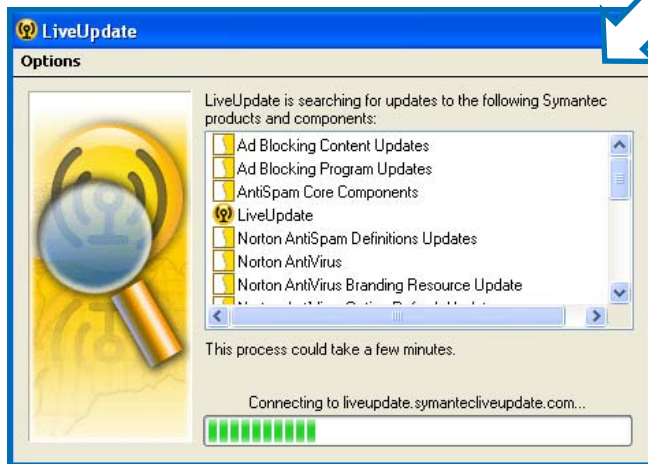 LiveUpdate
Options
LiveUpdate is searching for updates to the following Symantec
products and components:
Ad Blocking Content Updates
Ad Blocking Program Updates
AntiSpam Core Components
LiveUpdate
Norton AntiSpam Definitions Updates
Norton AntiVirus
Norton AntiVirus Branding Resource Update
This process could take a few minutes.
Connecting to liveupdate.symantecliveupdate.com...